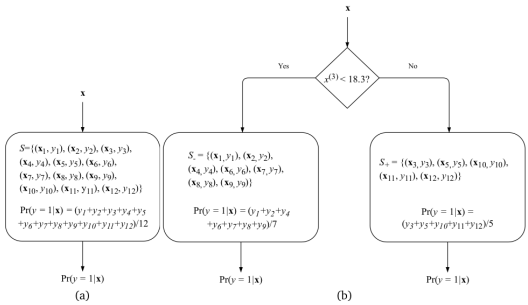 x
x
Yes
x(3) < 18.3?
No
S={(x1, y1), (x2, y2), (x3, y3),
(x4, y4), (x5, y5), (x6, y6),
(x7, y7), (x8, y8), (x9, y9),
(x10, y10), (x11, y11), (x12, y12)}
Pr(y = 1|x) = (y1+y2+y3+y4+y5
+y6+y7+y8+y9+y10+y11+y12)/12
S- = {(x1, y1), (x2, y2),
(x4, y4), (x6, y6), (x7, y7),
(x8, y8), (x9, y9)}
Pr(y = 1|x) = (y1+y2+y4
+y6+y7+y8+y9)/7
S+ = {(x3, y3), (x5, y5), (x10, y10),
(x11, y11), (x12, y12)}
Pr(y = 1|x) =
(y3+y5+y10+y11+y12)/5
Pr(y = 1|x)
Pr(y = 1|x)
Pr(y = 1|x)
(a)
(b)